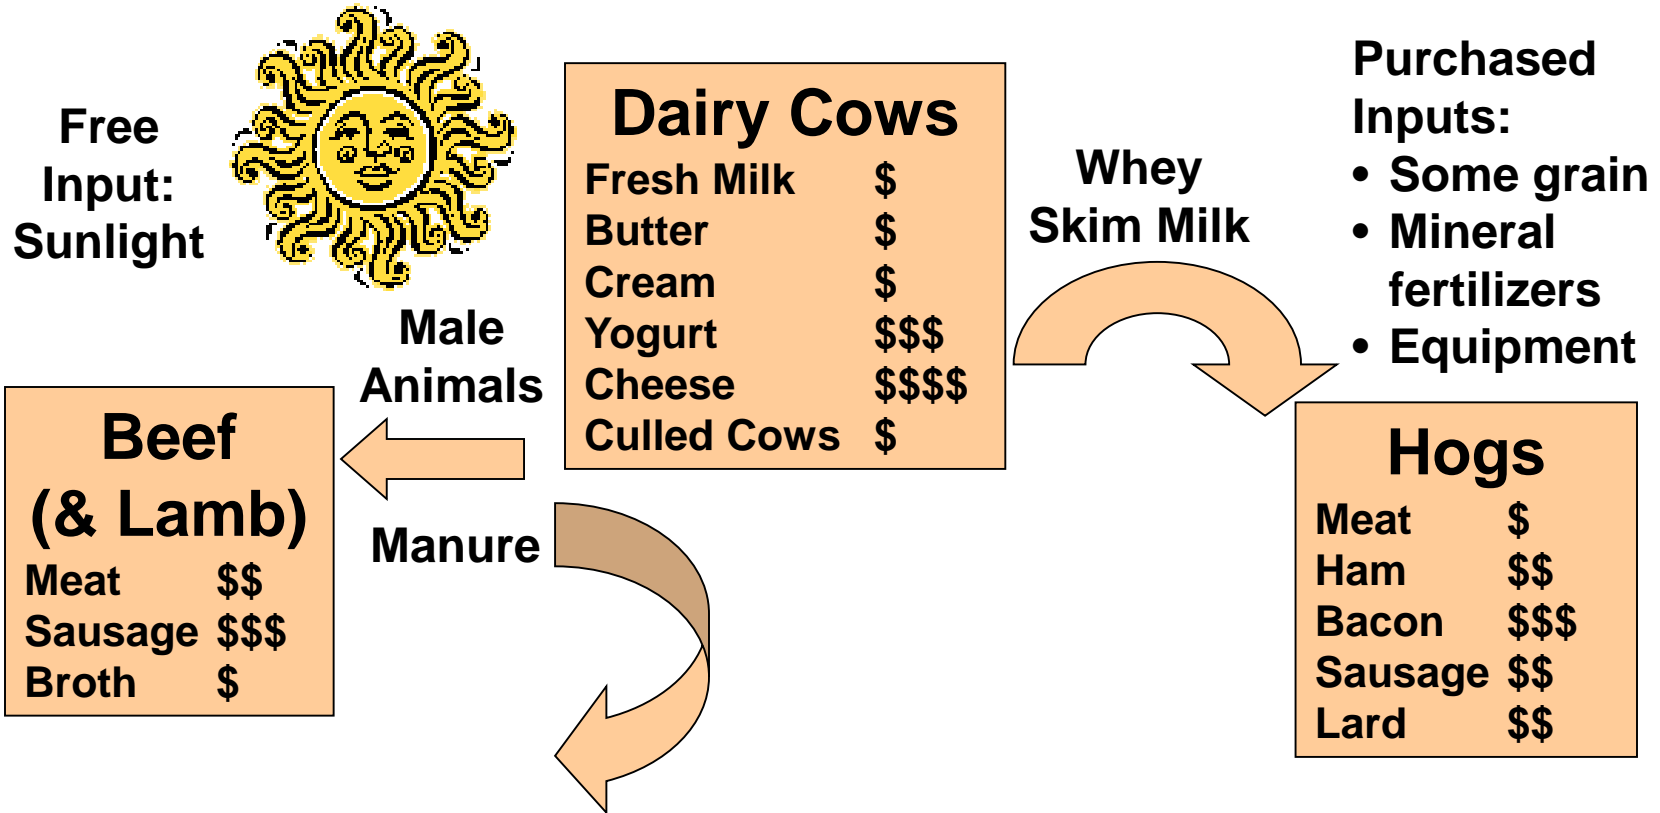 Free
Input:
Sunlight
Dairy Cows
Fresh Milk $
Butter $
Cream $
Yogurt $$$
Cheese $$$$
Culled Cows $
Whey
Skim Milk
Purchased
Inputs:
• Some grain
• Mineral
fertilizers
• Equipment
Male
Animals
Beef
(& Lamb)
Meat $$
Sausage $$$
Broth $
Manure
Hogs
Meat $
Ham $$
Bacon $$$
Sausage $$
Lard $$